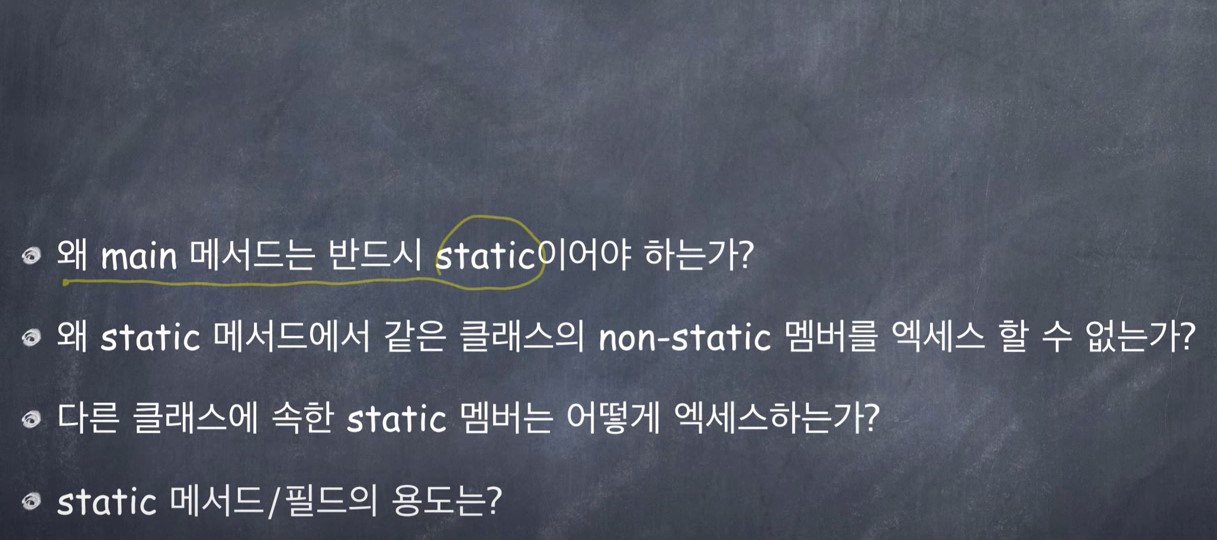 왜 main 메서드는 반드시 static이어야 하는가?
왜 static 메서드에서 같은 클래스의 non-static 멤버를 엑세스 할 수 없는가?
다른 클래스에 속한 static 멤버는 어떻게 엑세스하는가?
static 메서드/필드의 용도는?